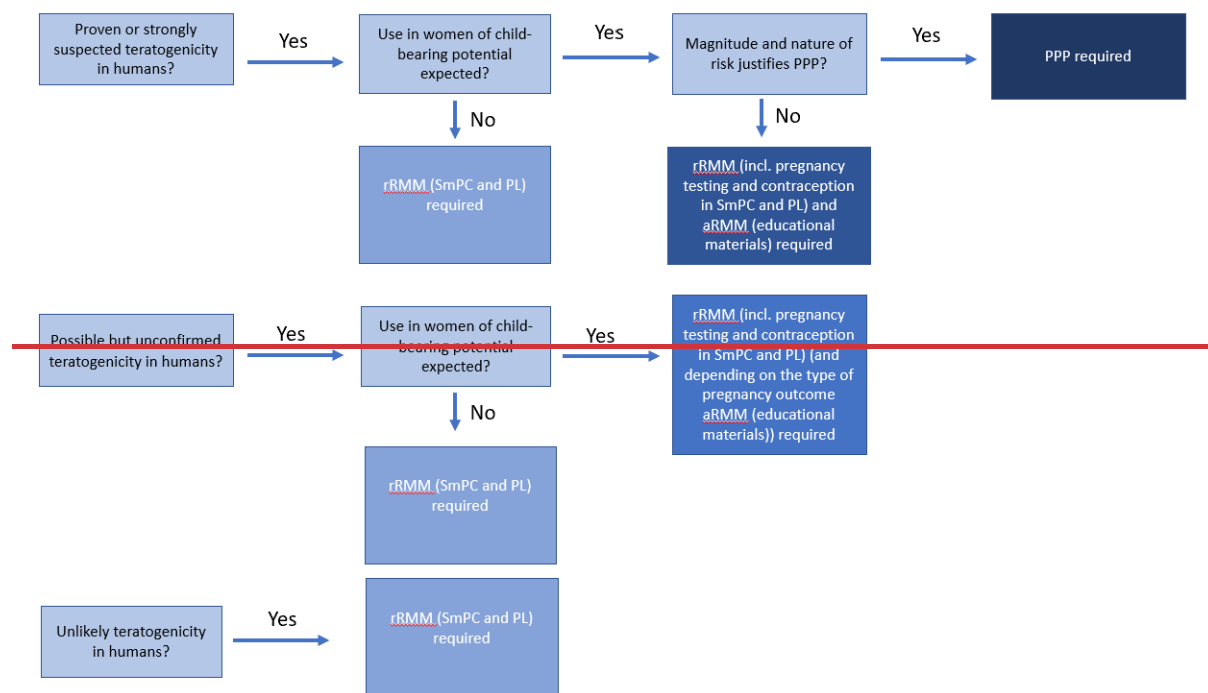 Proven or strongly
suspected teratogenicity
in humans?
Yes
Use in women of child-
bearing potential
expected?
Yes
Magnitude and nature of
risk justifies PPP?
Yes
PPP required
No
No
rRMM (SmPC and PL)
required
rRMM (incl. pregnancy
testing and contraception
in SmPC and PL) and
aRMM (educational
materials) required
Possible but unconfirmed
teratogenicity in humans?
Yes
Use in women of child-
bearing potential
expected?
Yes
rRMM (incl. pregnancy
testing and contraception
in SmPC and PL) (and
depending on the type of
pregnancy outcome
aRMM (educational
materials)) required
No
rRMM (SmPC and PL)
required
Unlikely teratogenicity
in humans?
Yes
rRMM (SmPC and PL)
required